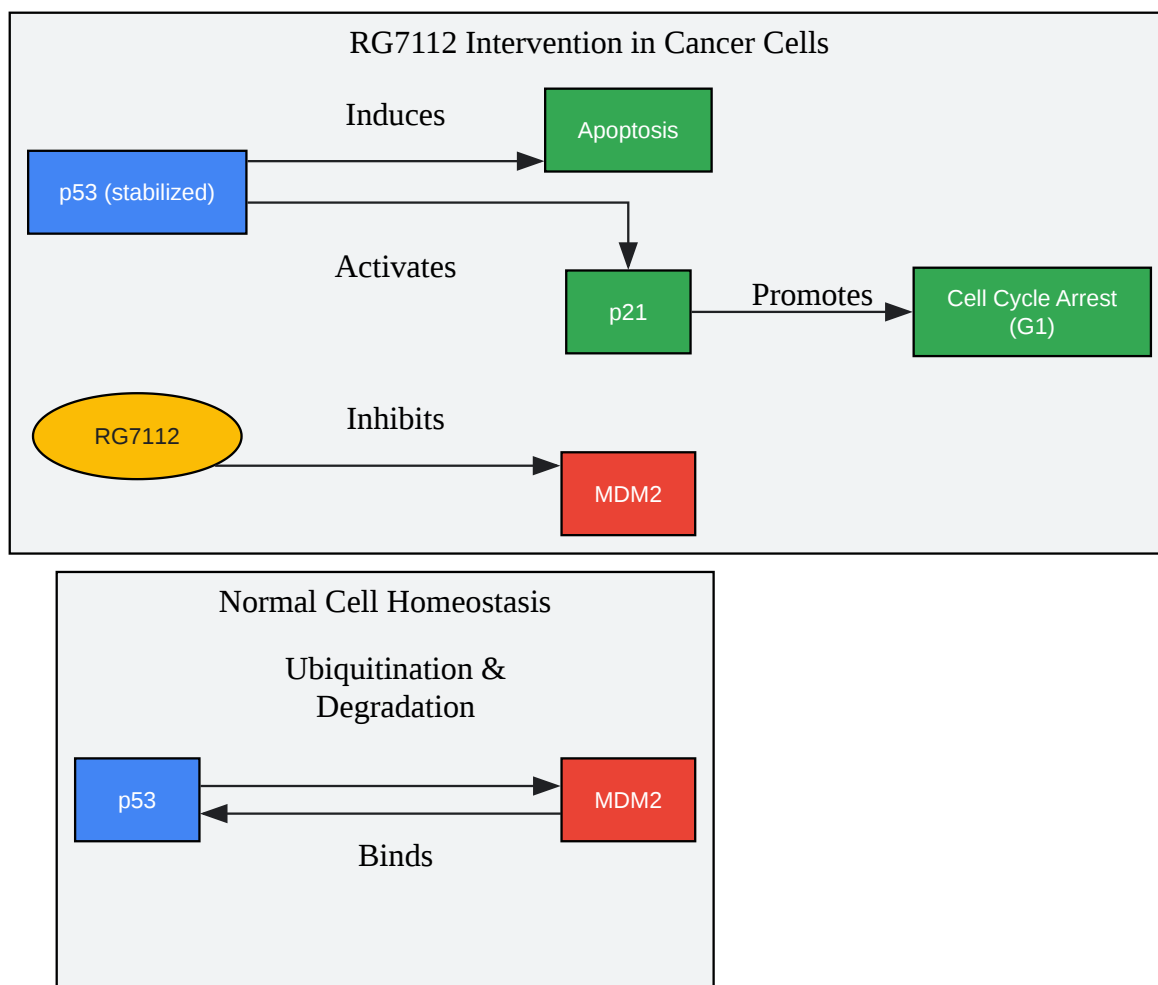 RG7112 Intervention in Cancer Cells
Induces
Apoptosis
p53 (stabilized)
Activates
p21
Promotes
Cell Cycle Arrest
(G1)
Inhibits
RG7112
MDM2
Normal Cell Homeostasis
Ubiquitination &
Degradation
p53
MDM2
Binds